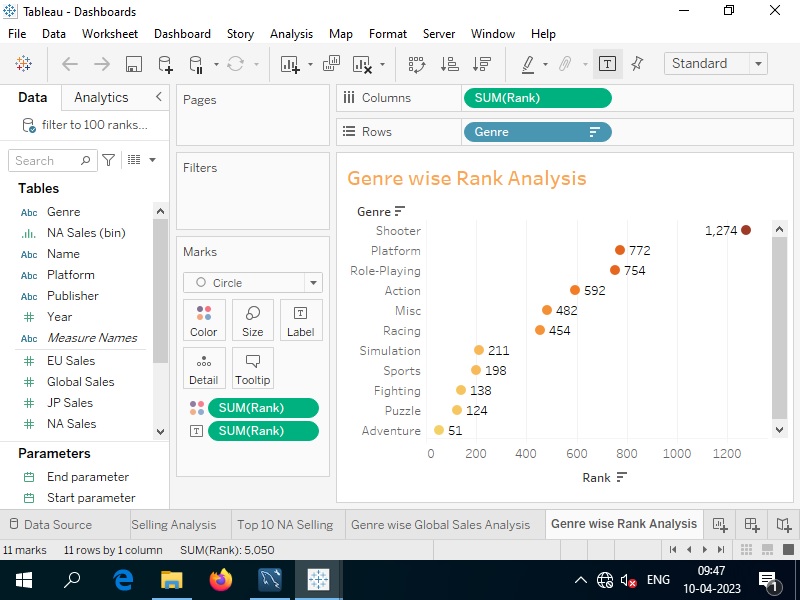 Tableau - Dashboards
File Data Worksheet Dashboard Story Analysis Map Format Server Window Help
Standard
Data Analytics
filter to 100 ranks...
Search
Tables
Abc Genre
NA Sales (bin)
Abc Name
Abc Platform
Abc Publisher
# Year
Abc Measure Names
# EU Sales
# Global Sales
# JP Sales
# NA Sales
Parameters
End parameter
Start parameter
Pages
Filters
Marks
Circle
Color Size Label
Detail Tooltip
SUM(Rank)
SUM(Rank)
Columns SUM(Rank)
Rows Genre
Genre wise Rank Analysis
Genre
Shooter 1,274
Platform 772
Role-Playing 754
Action 592
Misc 482
Racing 454
Simulation 211
Sports 198
Fighting 138
Puzzle 124
Adventure 51
0 200 400 600 800 1000 1200
Rank
Data Source Selling Analysis Top 10 NA Selling Genre wise Global Sales Analysis Genre wise Rank Analysis
11 marks 11 rows by 1 column SUM(Rank): 5,050
ENG
09:47
10-04-2023
1